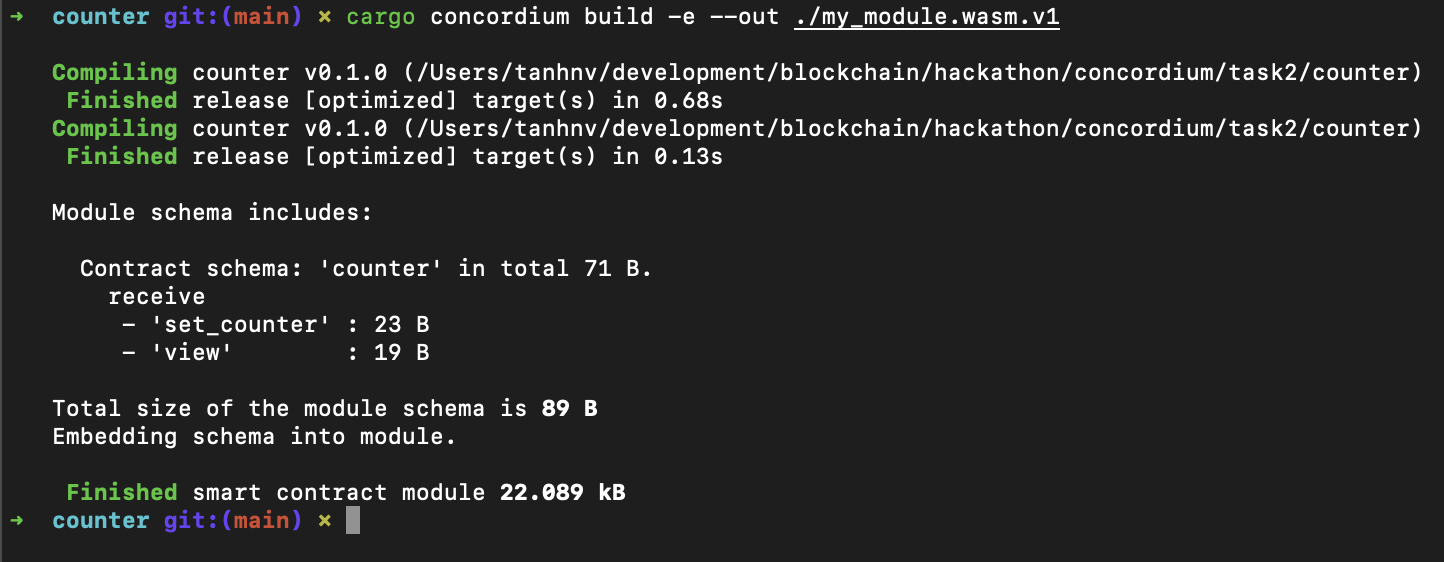 ➜ counter git:(main) × cargo concordium build -e --out ./my_module.wasm.v1
Compiling counter v0.1.0 (/Users/tanhnv/development/blockchain/hackathon/concordium/task2/counter)
Finished release [optimized] target(s) in 0.68s
Compiling counter v0.1.0 (/Users/tanhnv/development/blockchain/hackathon/concordium/task2/counter)
Finished release [optimized] target(s) in 0.13s
Module schema includes:
Contract schema: 'counter' in total 71 B.
receive
- 'set_counter' : 23 B
- 'view' : 19 B
Total size of the module schema is 89 B
Embedding schema into module.
Finished smart contract module 22.089 kB
➜ counter git:(main) ×